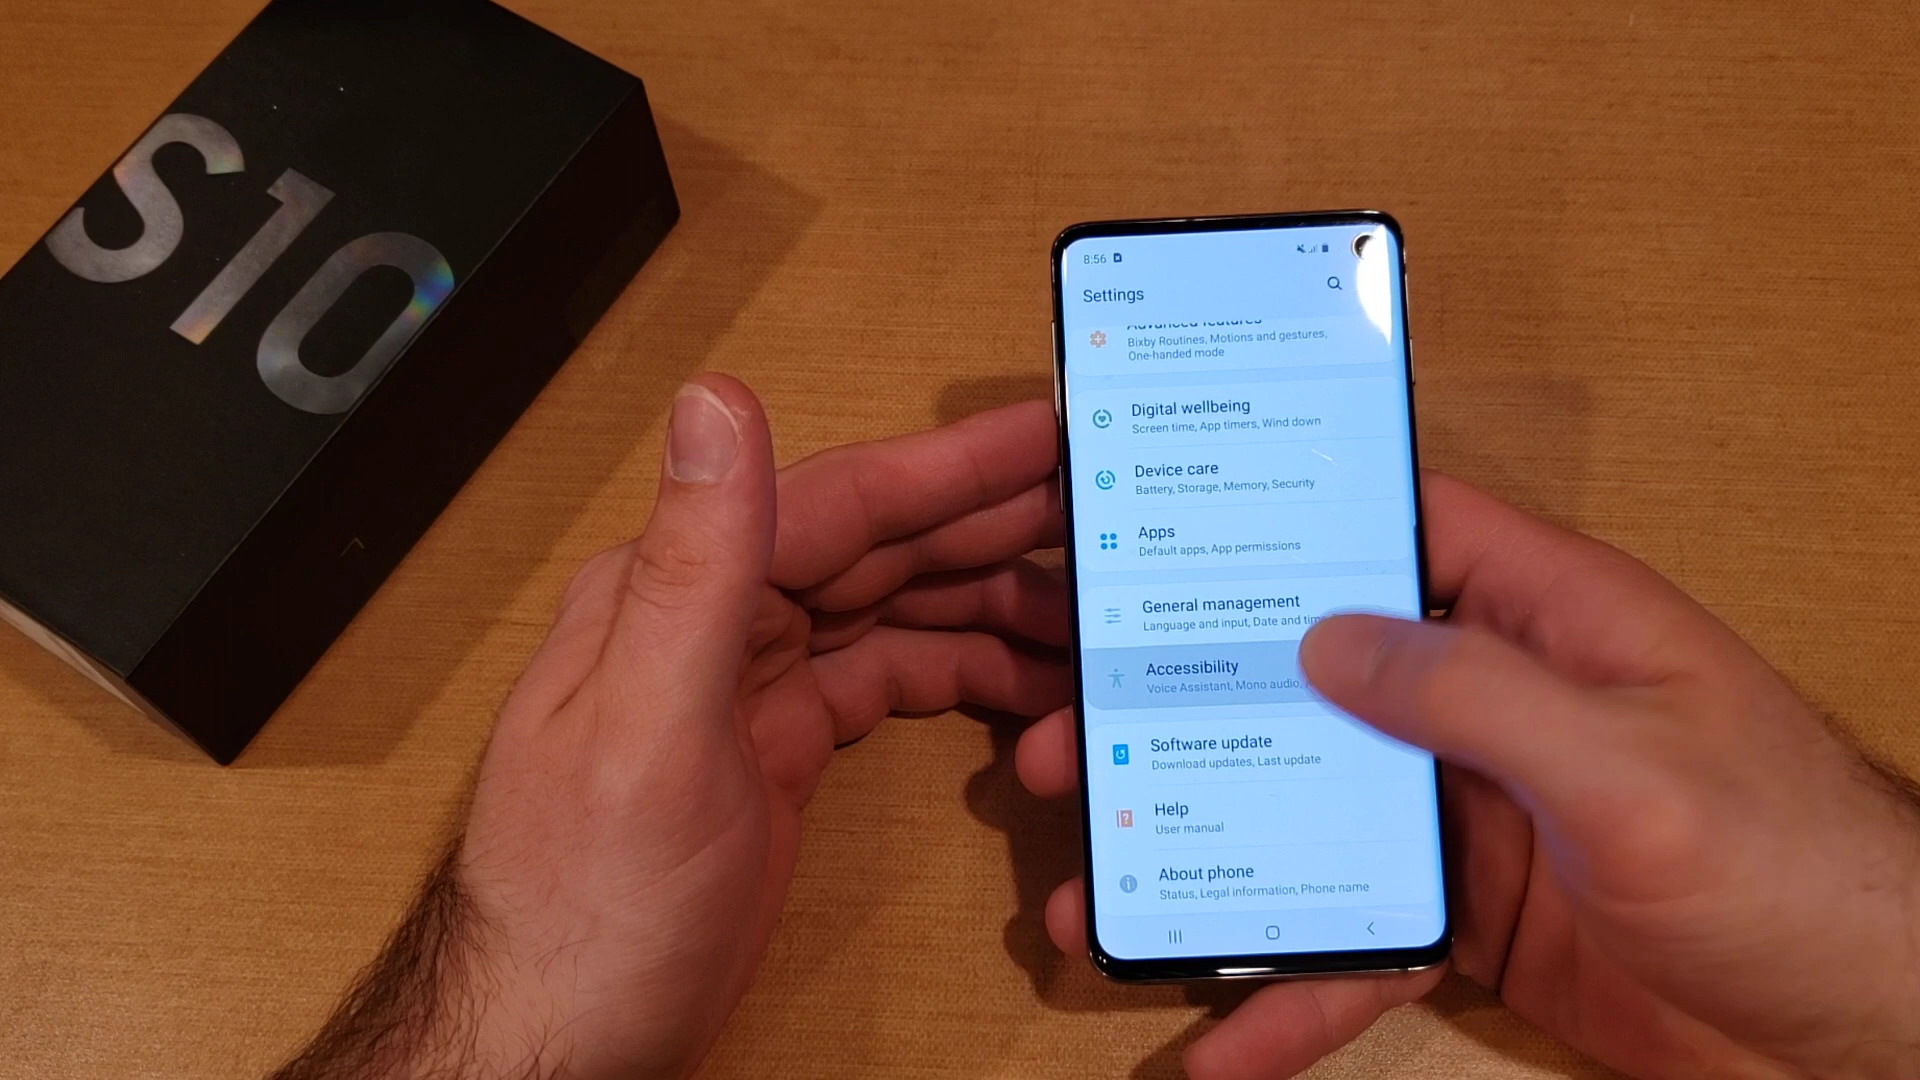 S10
8:56
Settings
Advanced features
Bixby Routines, Motions and gestures,
One-handed mode
Digital wellbeing
Screen time, App timers, Wind down
Device care
Battery, Storage, Memory, Security
Apps
Default apps, App permissions
General management
Language and input, Date and tim
Accessibility
Voice Assistant, Mono audio,
Software update
Download updates, Last update
Help
User manual
About phone
Status, Legal information, Phone name